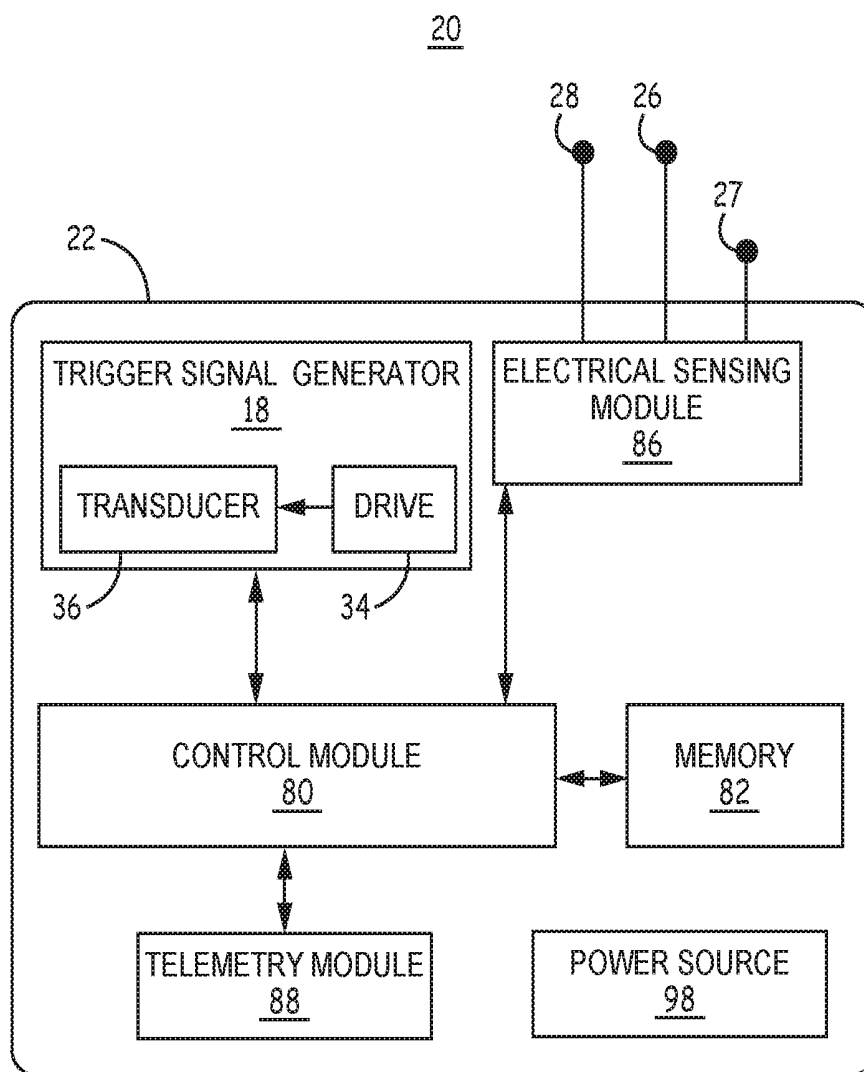 20
28
26
27
22
TRIGGER SIGNAL GENERATOR
18
TRANSDUCER
DRIVE
36
34
ELECTRICAL SENSING
MODULE
86
CONTROL MODULE
80
MEMORY
82
TELEMETRY MODULE
88
POWER SOURCE
98